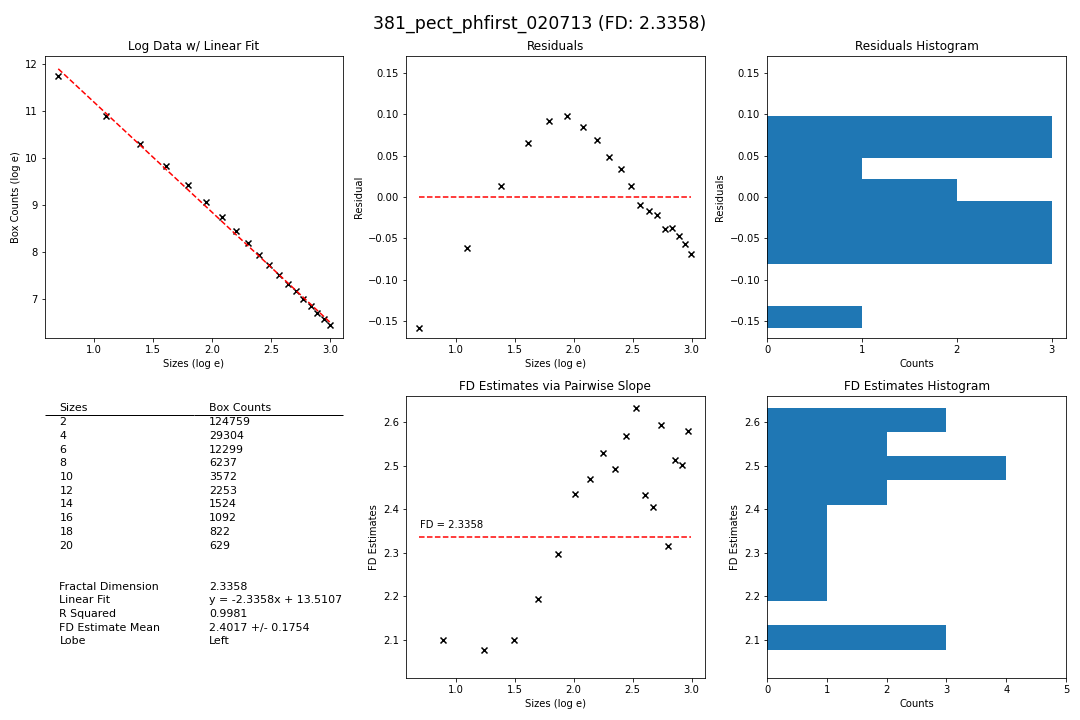 381_pect_phfirst_020713 (FD: 2.3358)
Log Data w/ Linear Fit
12
11
10
9
8
7
Box Counts (log e)
1.0 1.5 2.0 2.5 3.0
Sizes (log e)
Residuals
0.15
0.10
0.05
0.00
−0.05
−0.10
−0.15
Residual
1.0 1.5 2.0 2.5 3.0
Sizes (log e)
Residuals Histogram
0.15
0.10
0.05
0.00
−0.05
−0.10
−0.15
Residuals
0 1 2 3
Counts
Sizes Box Counts
2 124759
4 29304
6 12299
8 6237
10 3572
12 2253
14 1524
16 1092
18 822
20 629
Fractal Dimension 2.3358
Linear Fit y = -2.3358x + 13.5107
R Squared 0.9981
FD Estimate Mean 2.4017 +/- 0.1754
Lobe Left
FD Estimates via Pairwise Slope
2.6
2.5
2.4
2.3
2.2
2.1
FD Estimates
FD = 2.3358
1.0 1.5 2.0 2.5 3.0
Sizes (log e)
FD Estimates Histogram
2.6
2.5
2.4
2.3
2.2
2.1
FD Estimates
0 1 2 3 4 5
Counts